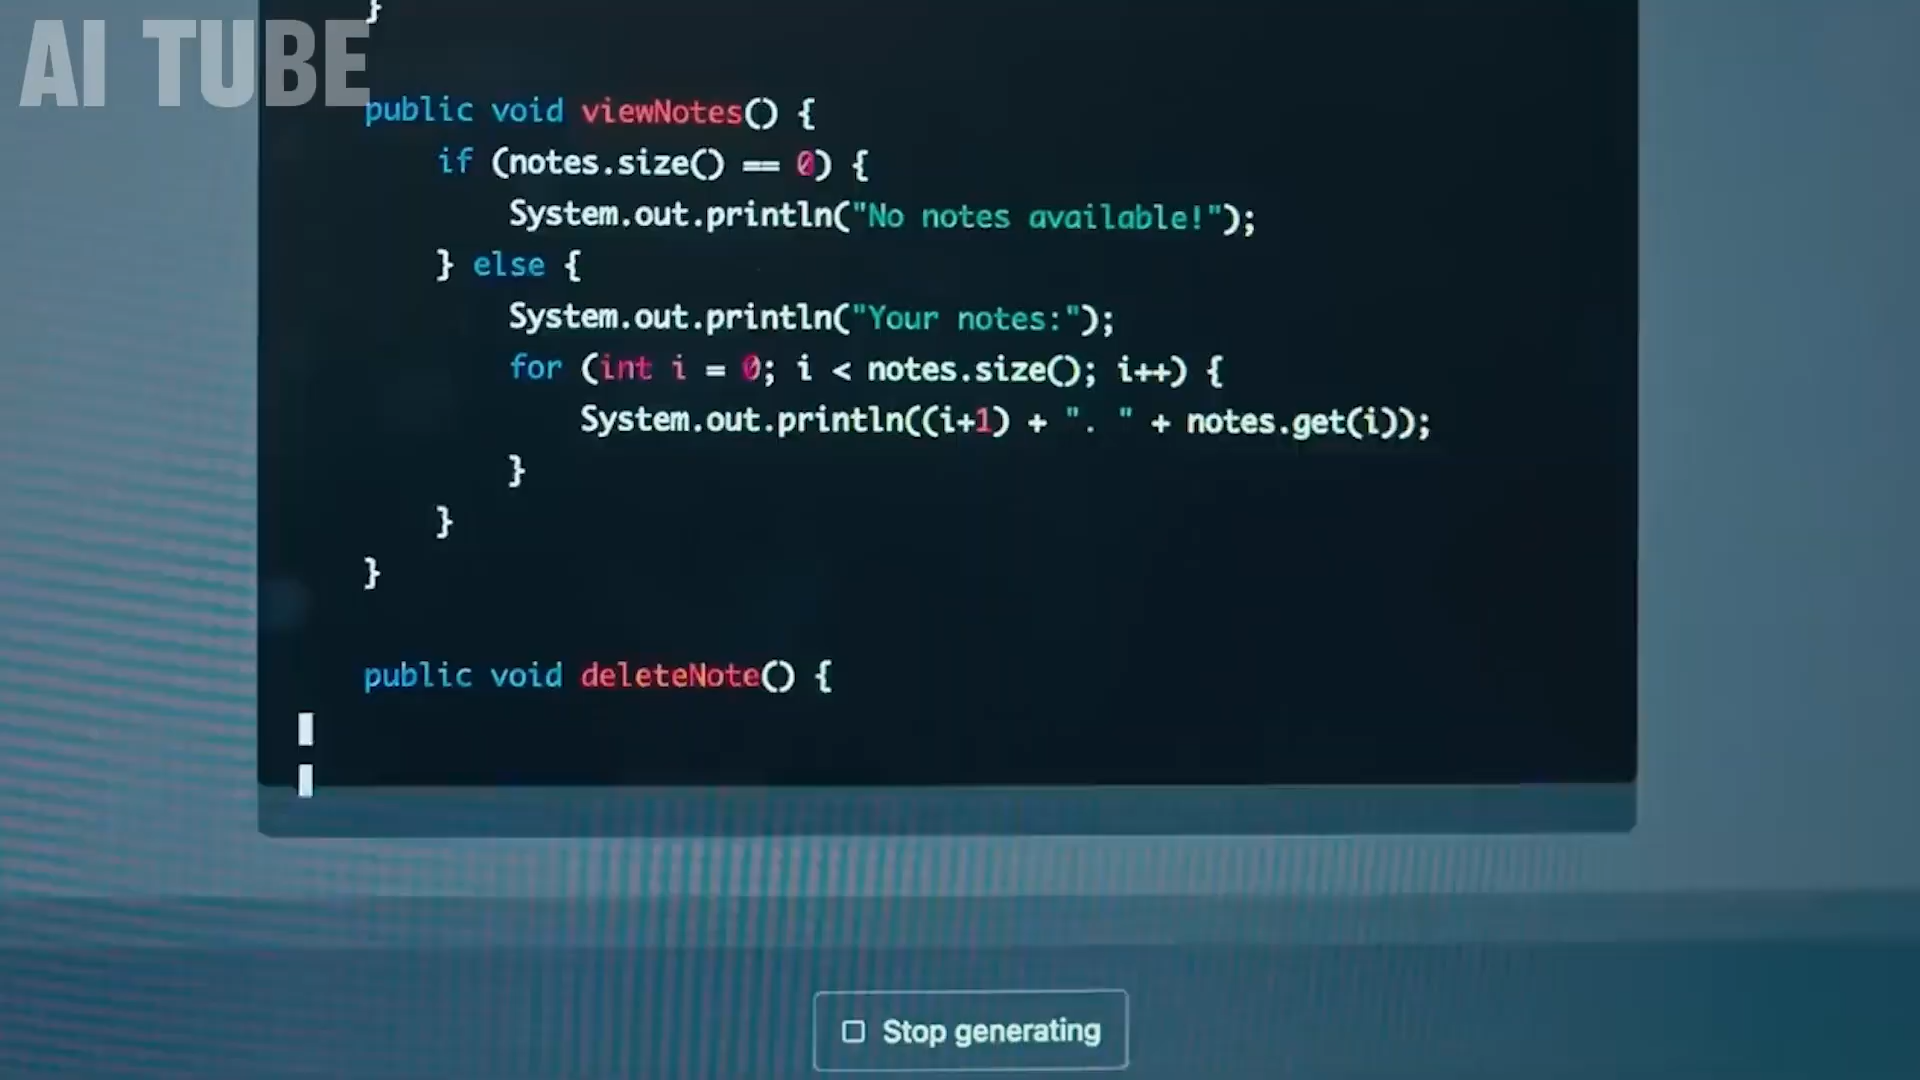 AI TUBE
}
public void viewNotes() {
if (notes.size() == 0) {
System.out.println("No notes available!");
} else {
System.out.println("Your notes:");
for (int i = 0; i < notes.size(); i++) {
System.out.println((i+1) + ". " + notes.get(i));
}
}
}
public void deleteNote() {
Stop generating